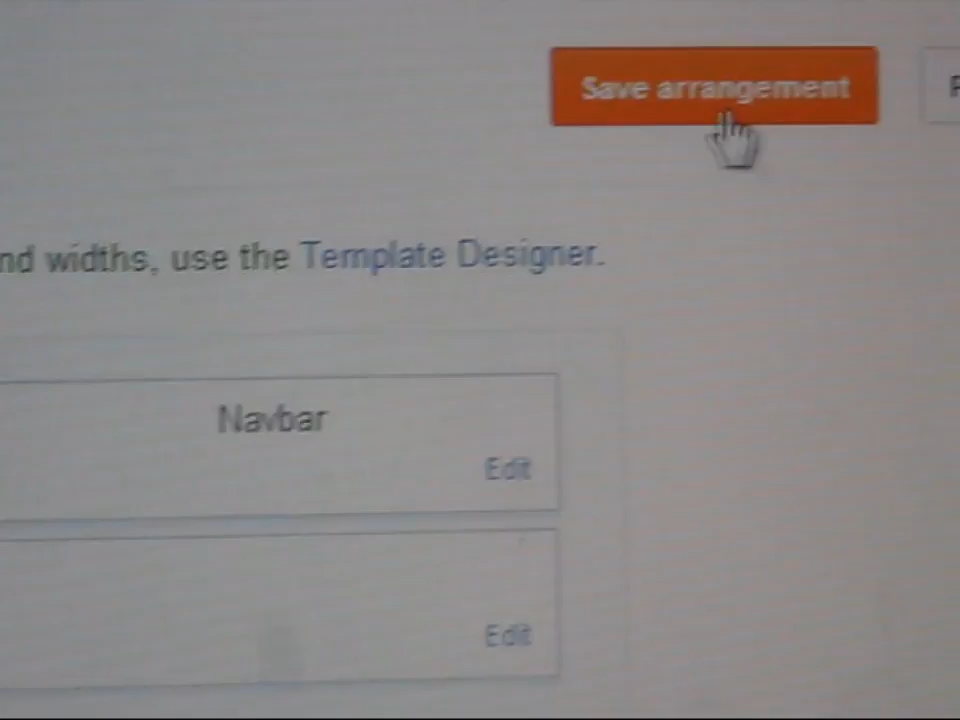 Save arrangement
nd widths, use the Template Designer.
Navbar
Edit
Edit